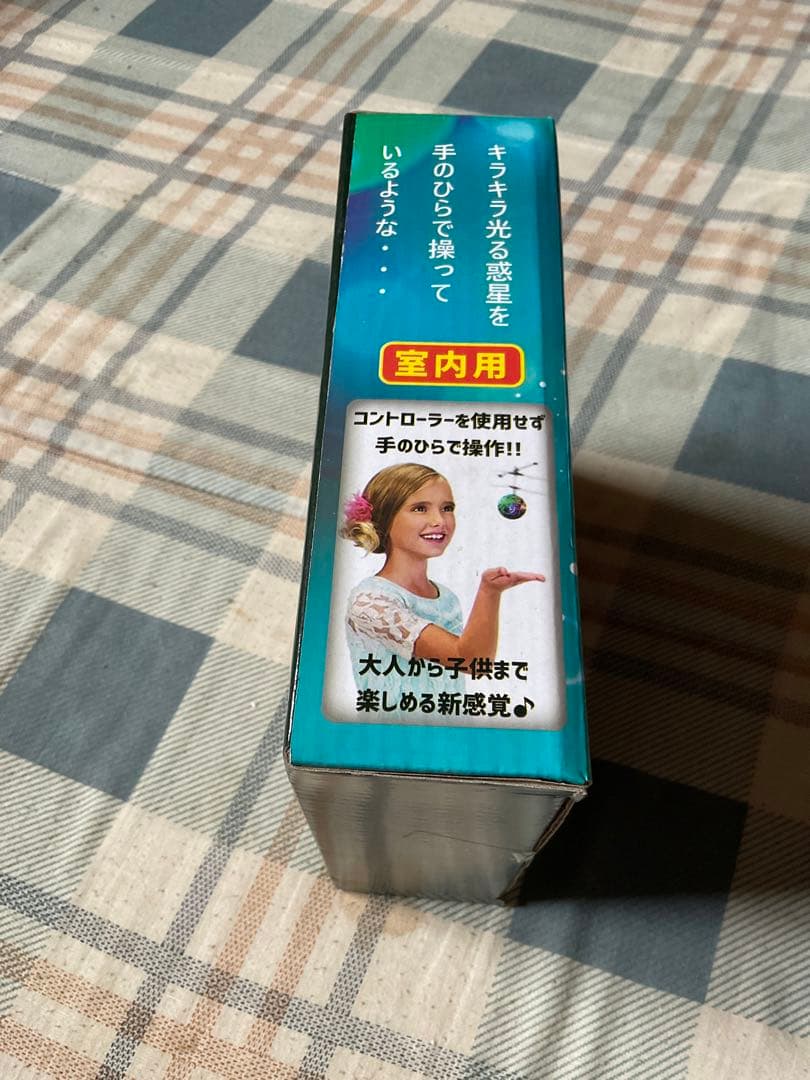 キラキラ光る惑星を
手のひらで操って
いるような・・・
室内用
コントローラーを使用せず
手のひらで操作!!
大人から子供まで
楽しめる新感覚♪